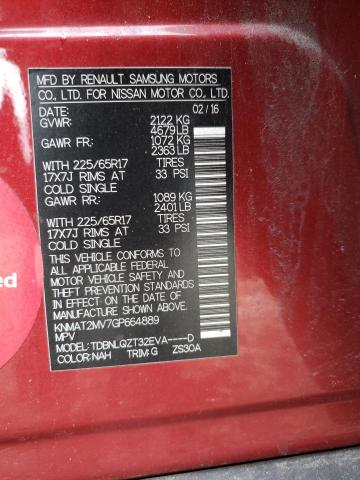 MFD BY RENAULT SAMSUNG MOTORS
CO., LTD. FOR NISSAN MOTOR CO., LTD.
DATE: 02/16
GVWR: 2122 KG
4679 LB
GAWR FR: 1072 KG
2363 LB
WITH 225/65R17 TIRES
17X7J RIMS AT 33 PSI
COLD SINGLE
GAWR RR: 1089 KG
2401 LB
WITH 225/65R17 TIRES
17X7J RIMS AT 33 PSI
COLD SINGLE
THIS VEHICLE CONFORMS TO
ALL APPLICABLE FEDERAL
MOTOR VEHICLE SAFETY AND
THEFT PREVENTION STANDARDS
IN EFFECT ON THE DATE OF
MANUFACTURE SHOWN ABOVE.
KNMAT2MV7GP664889
MPV
MODEL: TDBNLQZT32EVA----D
COLOR: NAH TRIM: G ZS30A
ed